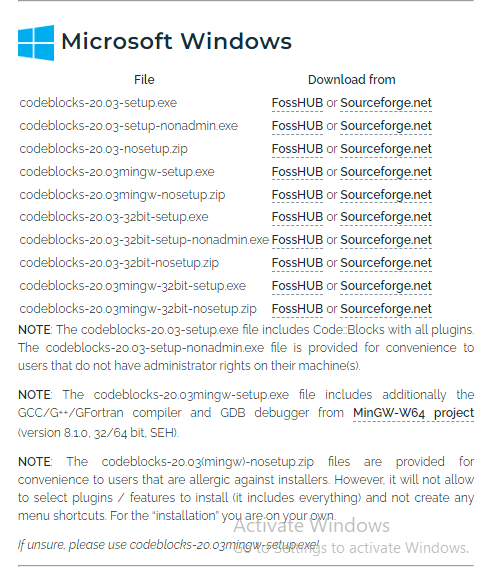 Microsoft Windows
File Download from
codeblocks-20.03-setup.exe FossHUB or Sourceforge.net
codeblocks-20.03-setup-nonadmin.exe FossHUB or Sourceforge.net
codeblocks-20.03-nosetup.zip FossHUB or Sourceforge.net
codeblocks-20.03mingw-setup.exe FossHUB or Sourceforge.net
codeblocks-20.03mingw-nosetup.zip FossHUB or Sourceforge.net
codeblocks-20.03-32bit-setup.exe FossHUB or Sourceforge.net
codeblocks-20.03-32bit-setup-nonadmin.exe FossHUB or Sourceforge.net
codeblocks-20.03-32bit-nosetup.zip FossHUB or Sourceforge.net
codeblocks-20.03mingw-32bit-setup.exe FossHUB or Sourceforge.net
codeblocks-20.03mingw-32bit-nosetup.zip FossHUB or Sourceforge.net
NOTE: The codeblocks-20.03-setup.exe file includes Code::Blocks with all plugins.
The codeblocks-20.03-setup-nonadmin.exe file is provided for convenience to
users that do not have administrator rights on their machine(s).
NOTE: The codeblocks-20.03mingw-setup.exe file includes additionally the
GCC/G++/GFortran compiler and GDB debugger from MinGW-W64 project
(version 8.1.0, 32/64 bit, SEH).
NOTE: The codeblocks-20.03(mingw)-nosetup.zip files are provided for
convenience to users that are allergic against installers. However, it will not allow
to select plugins / features to install (it includes everything) and not create any
menu shortcuts. For the “installation” you are on your own.
Activate Windows
If unsure, please use codeblocks-20.03mingw-setup.exe!
Go to Settings to activate Windows.